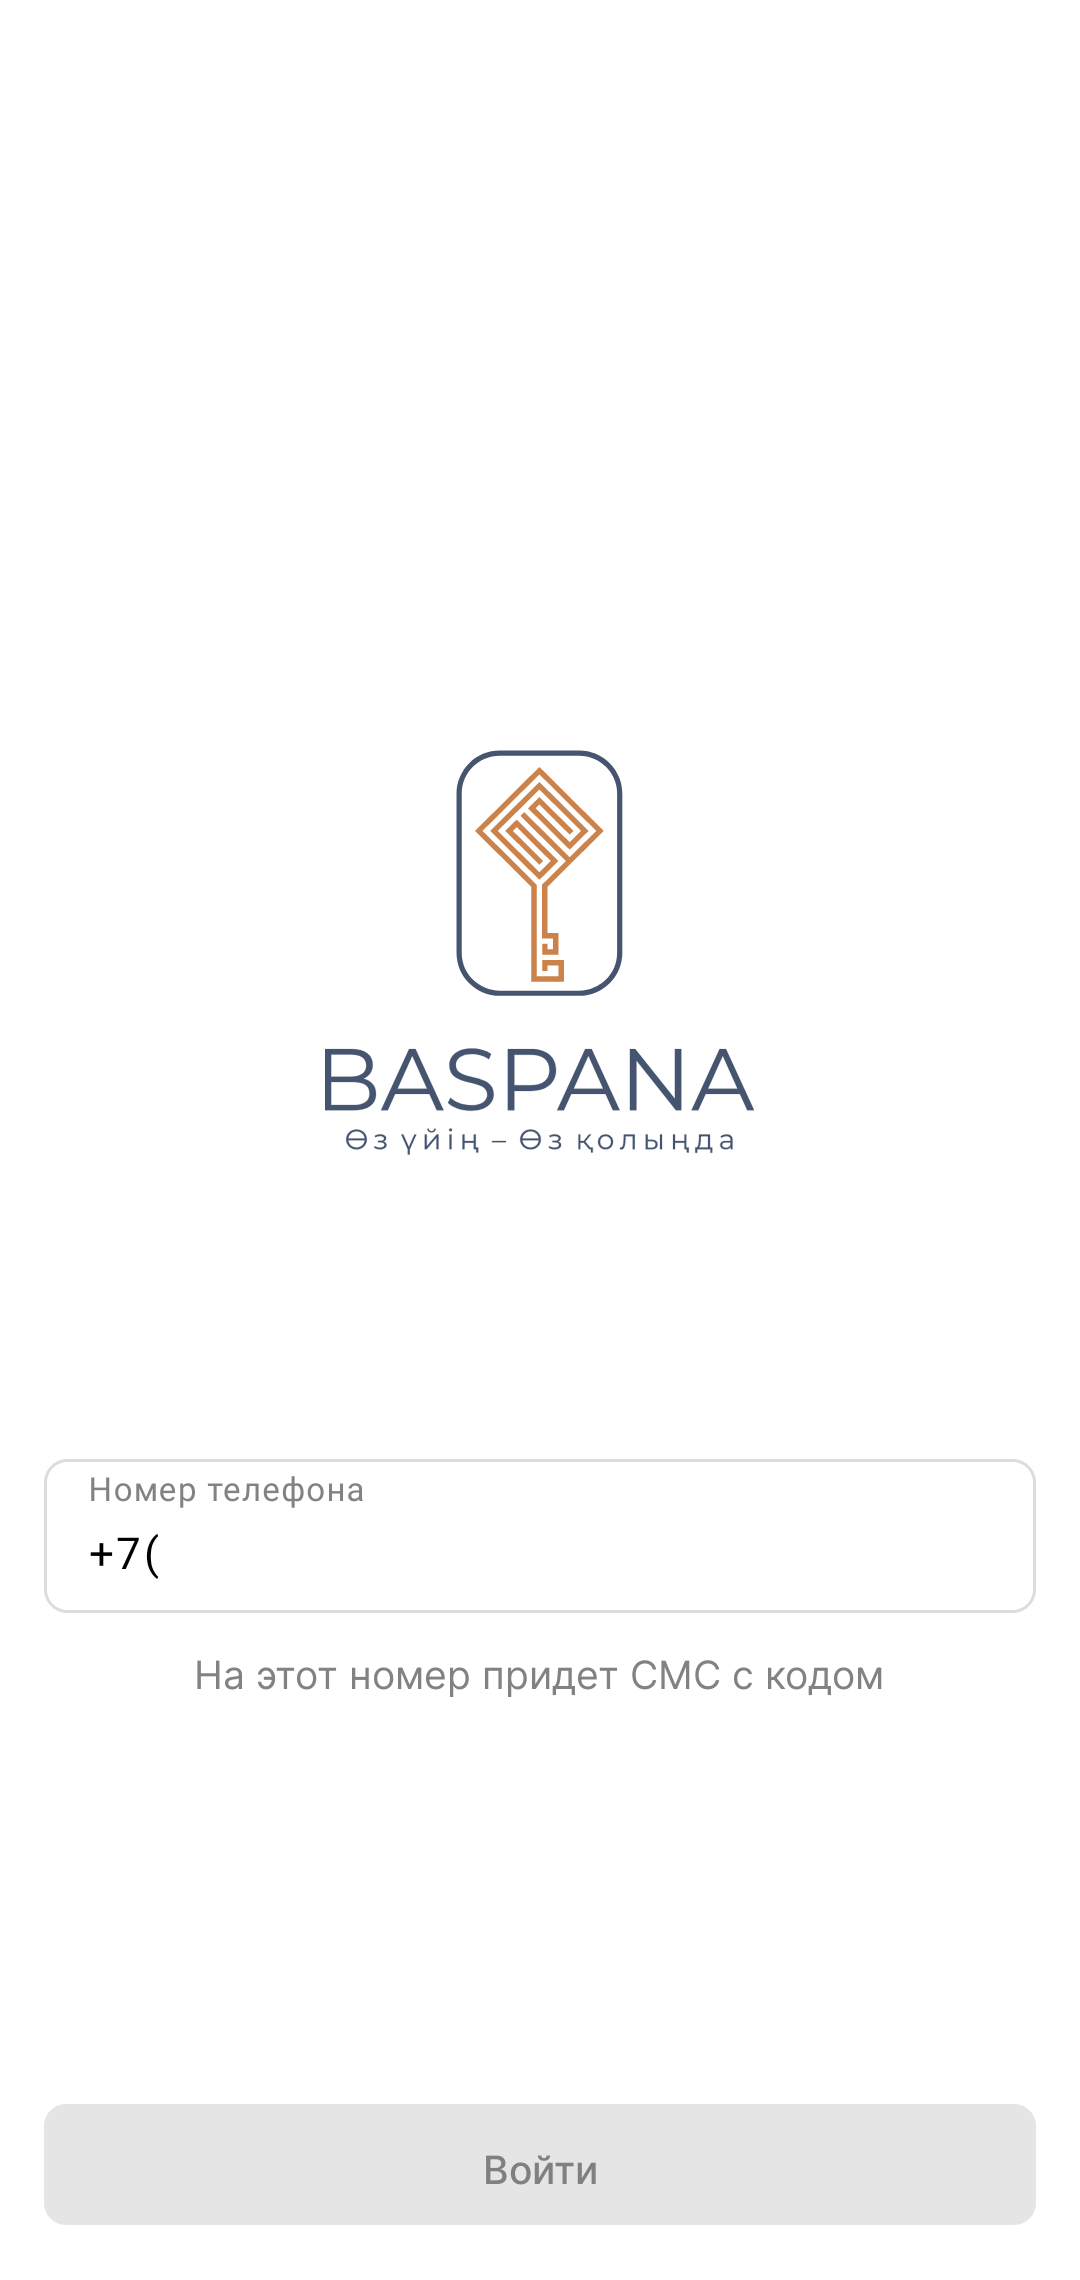 BASPANA
Өз үйің – Өз қолыңда
Номер телефона
+7(
На этот номер придет СМС с кодом
Войти